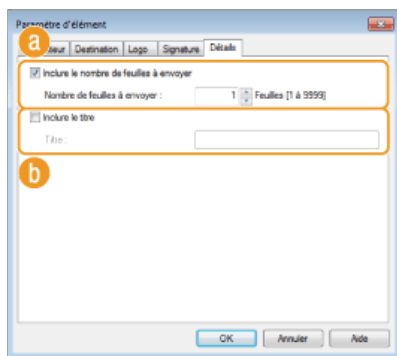 Paramètre d'élément
a
Destination Logo Signature Détails
Inclure le nombre de feuilles à envoyer
Nombre de feuilles à envoyer : 1 Feuilles [1 à 9999]
Inclure le titre
Titre :
b
OK Annuler Aide